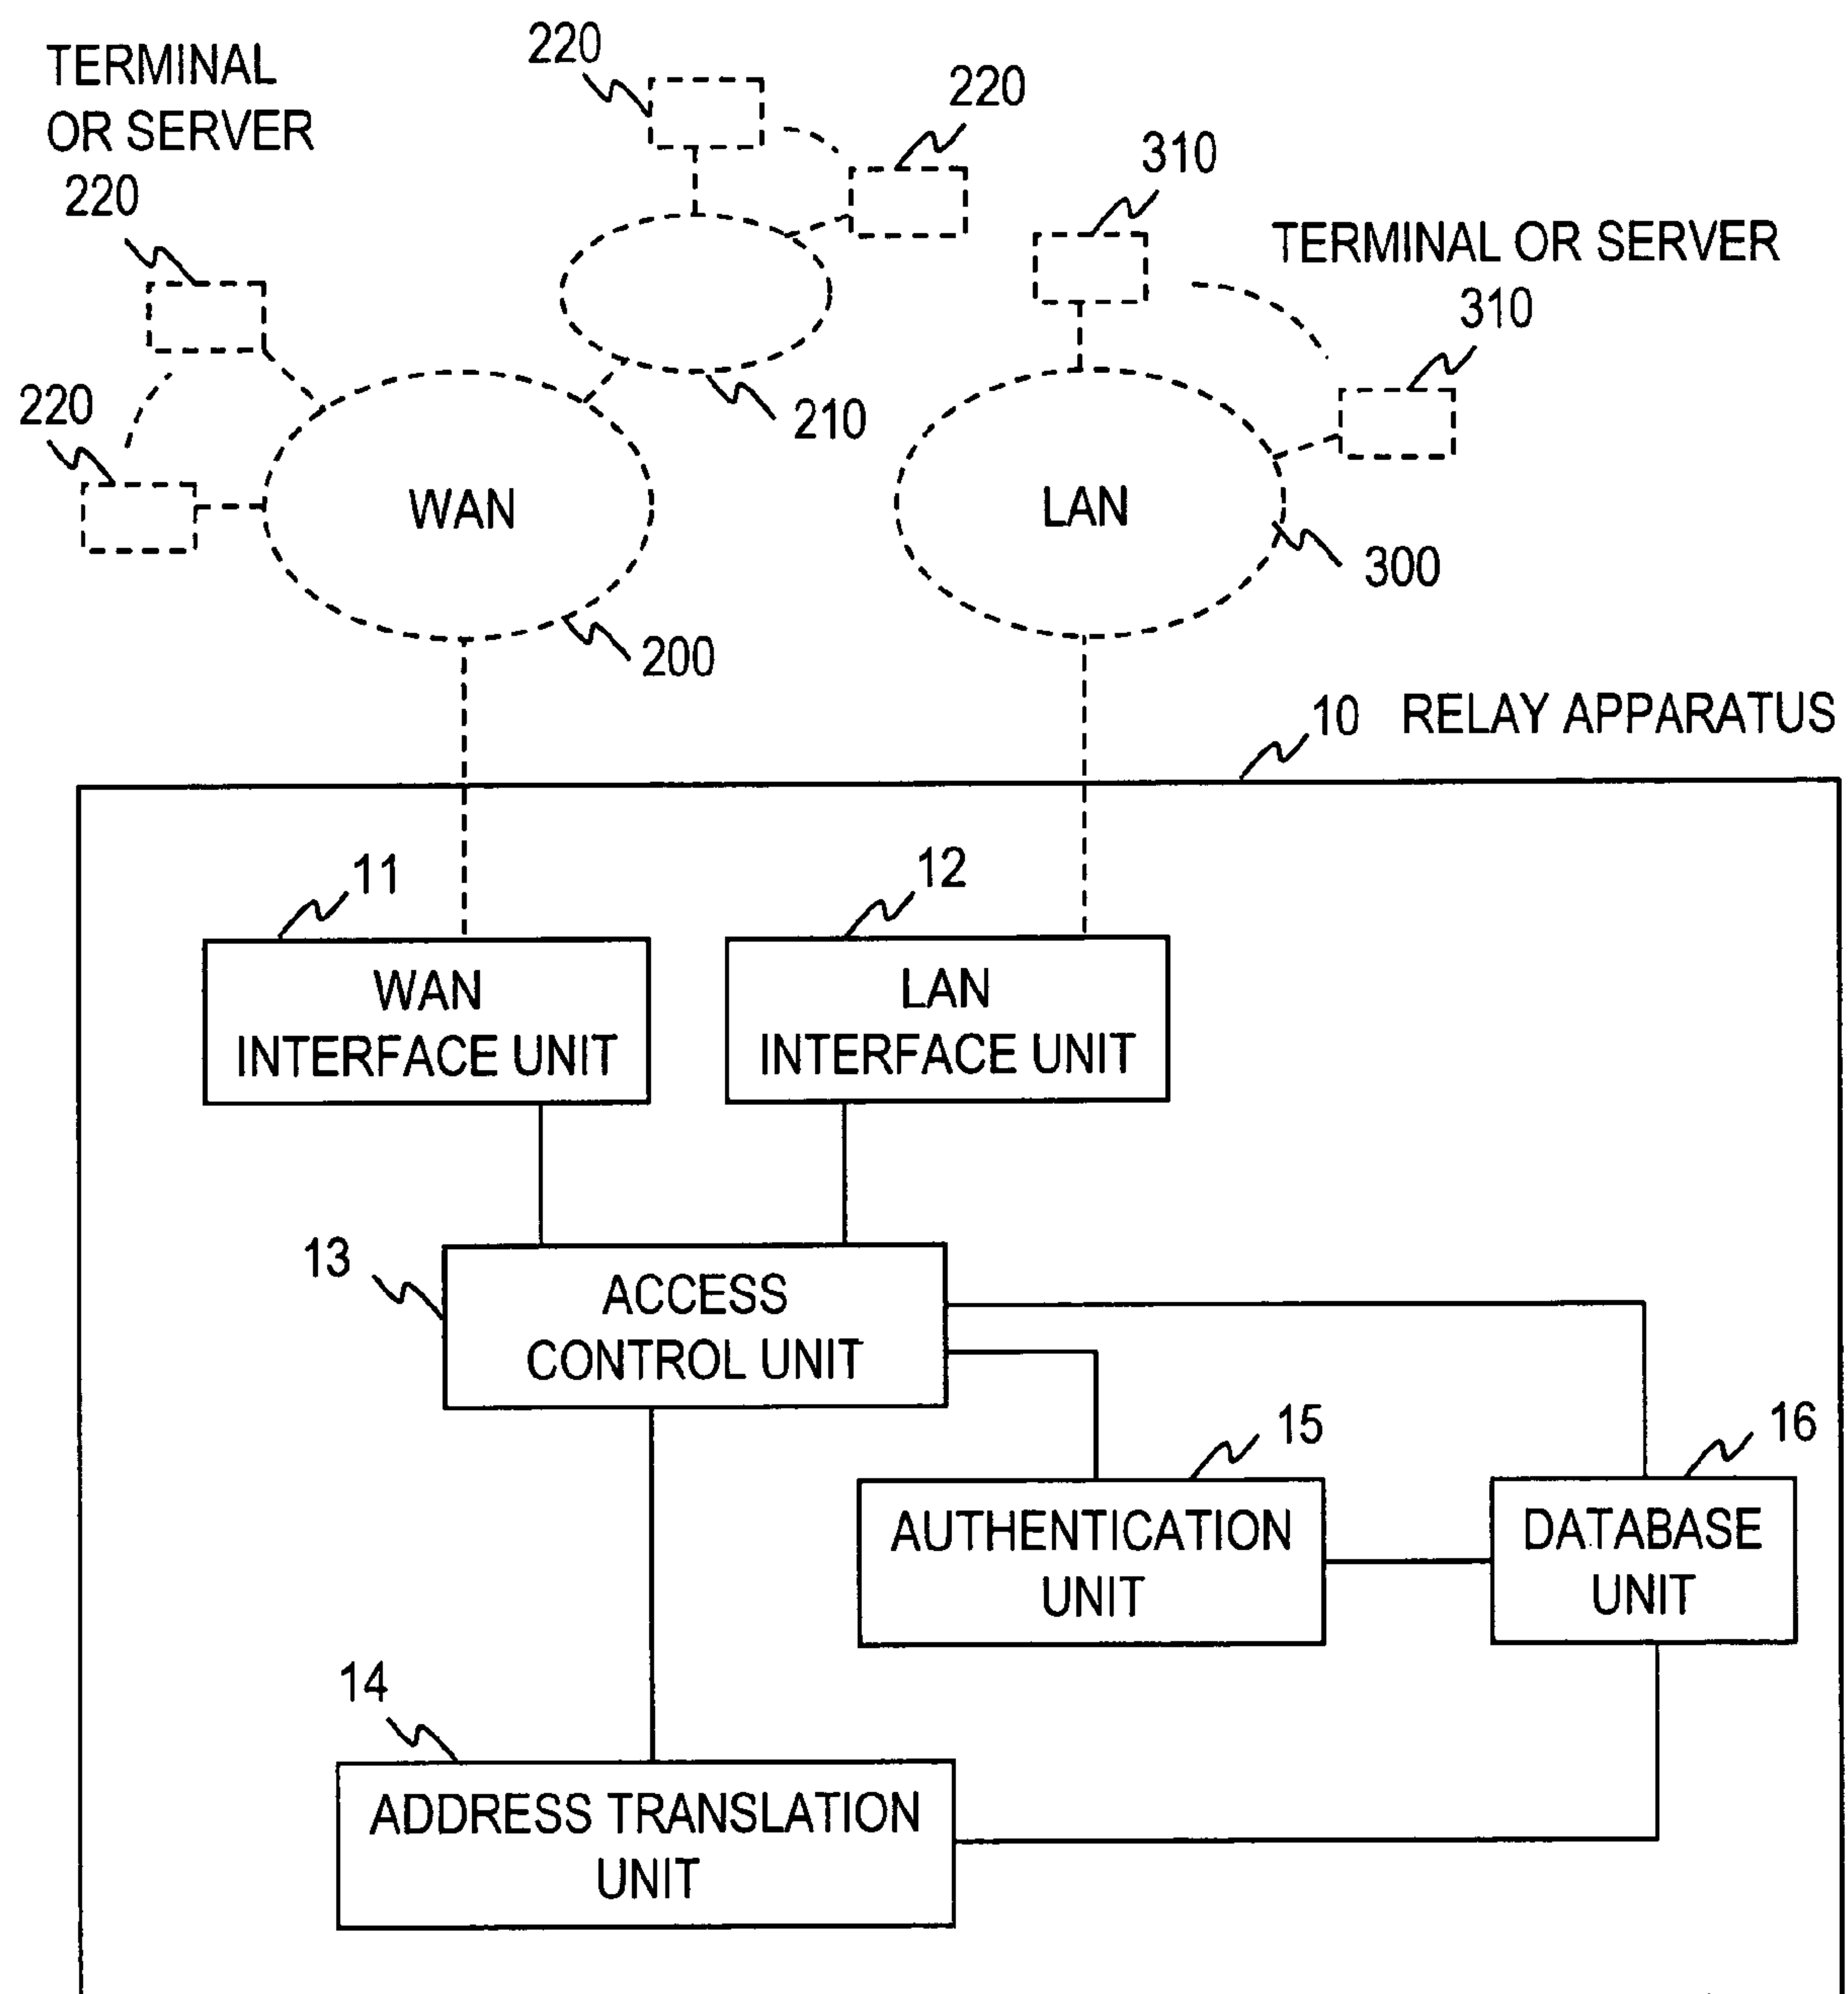 TERMINAL
OR SERVER
220
220
220
220
310
TERMINAL OR SERVER
310
210
WAN
LAN
300
200
10 RELAY APPARATUS
11
12
WAN
INTERFACE UNIT
LAN
INTERFACE UNIT
13
ACCESS
CONTROL UNIT
15
16
AUTHENTICATION
UNIT
DATABASE
UNIT
14
ADDRESS TRANSLATION
UNIT